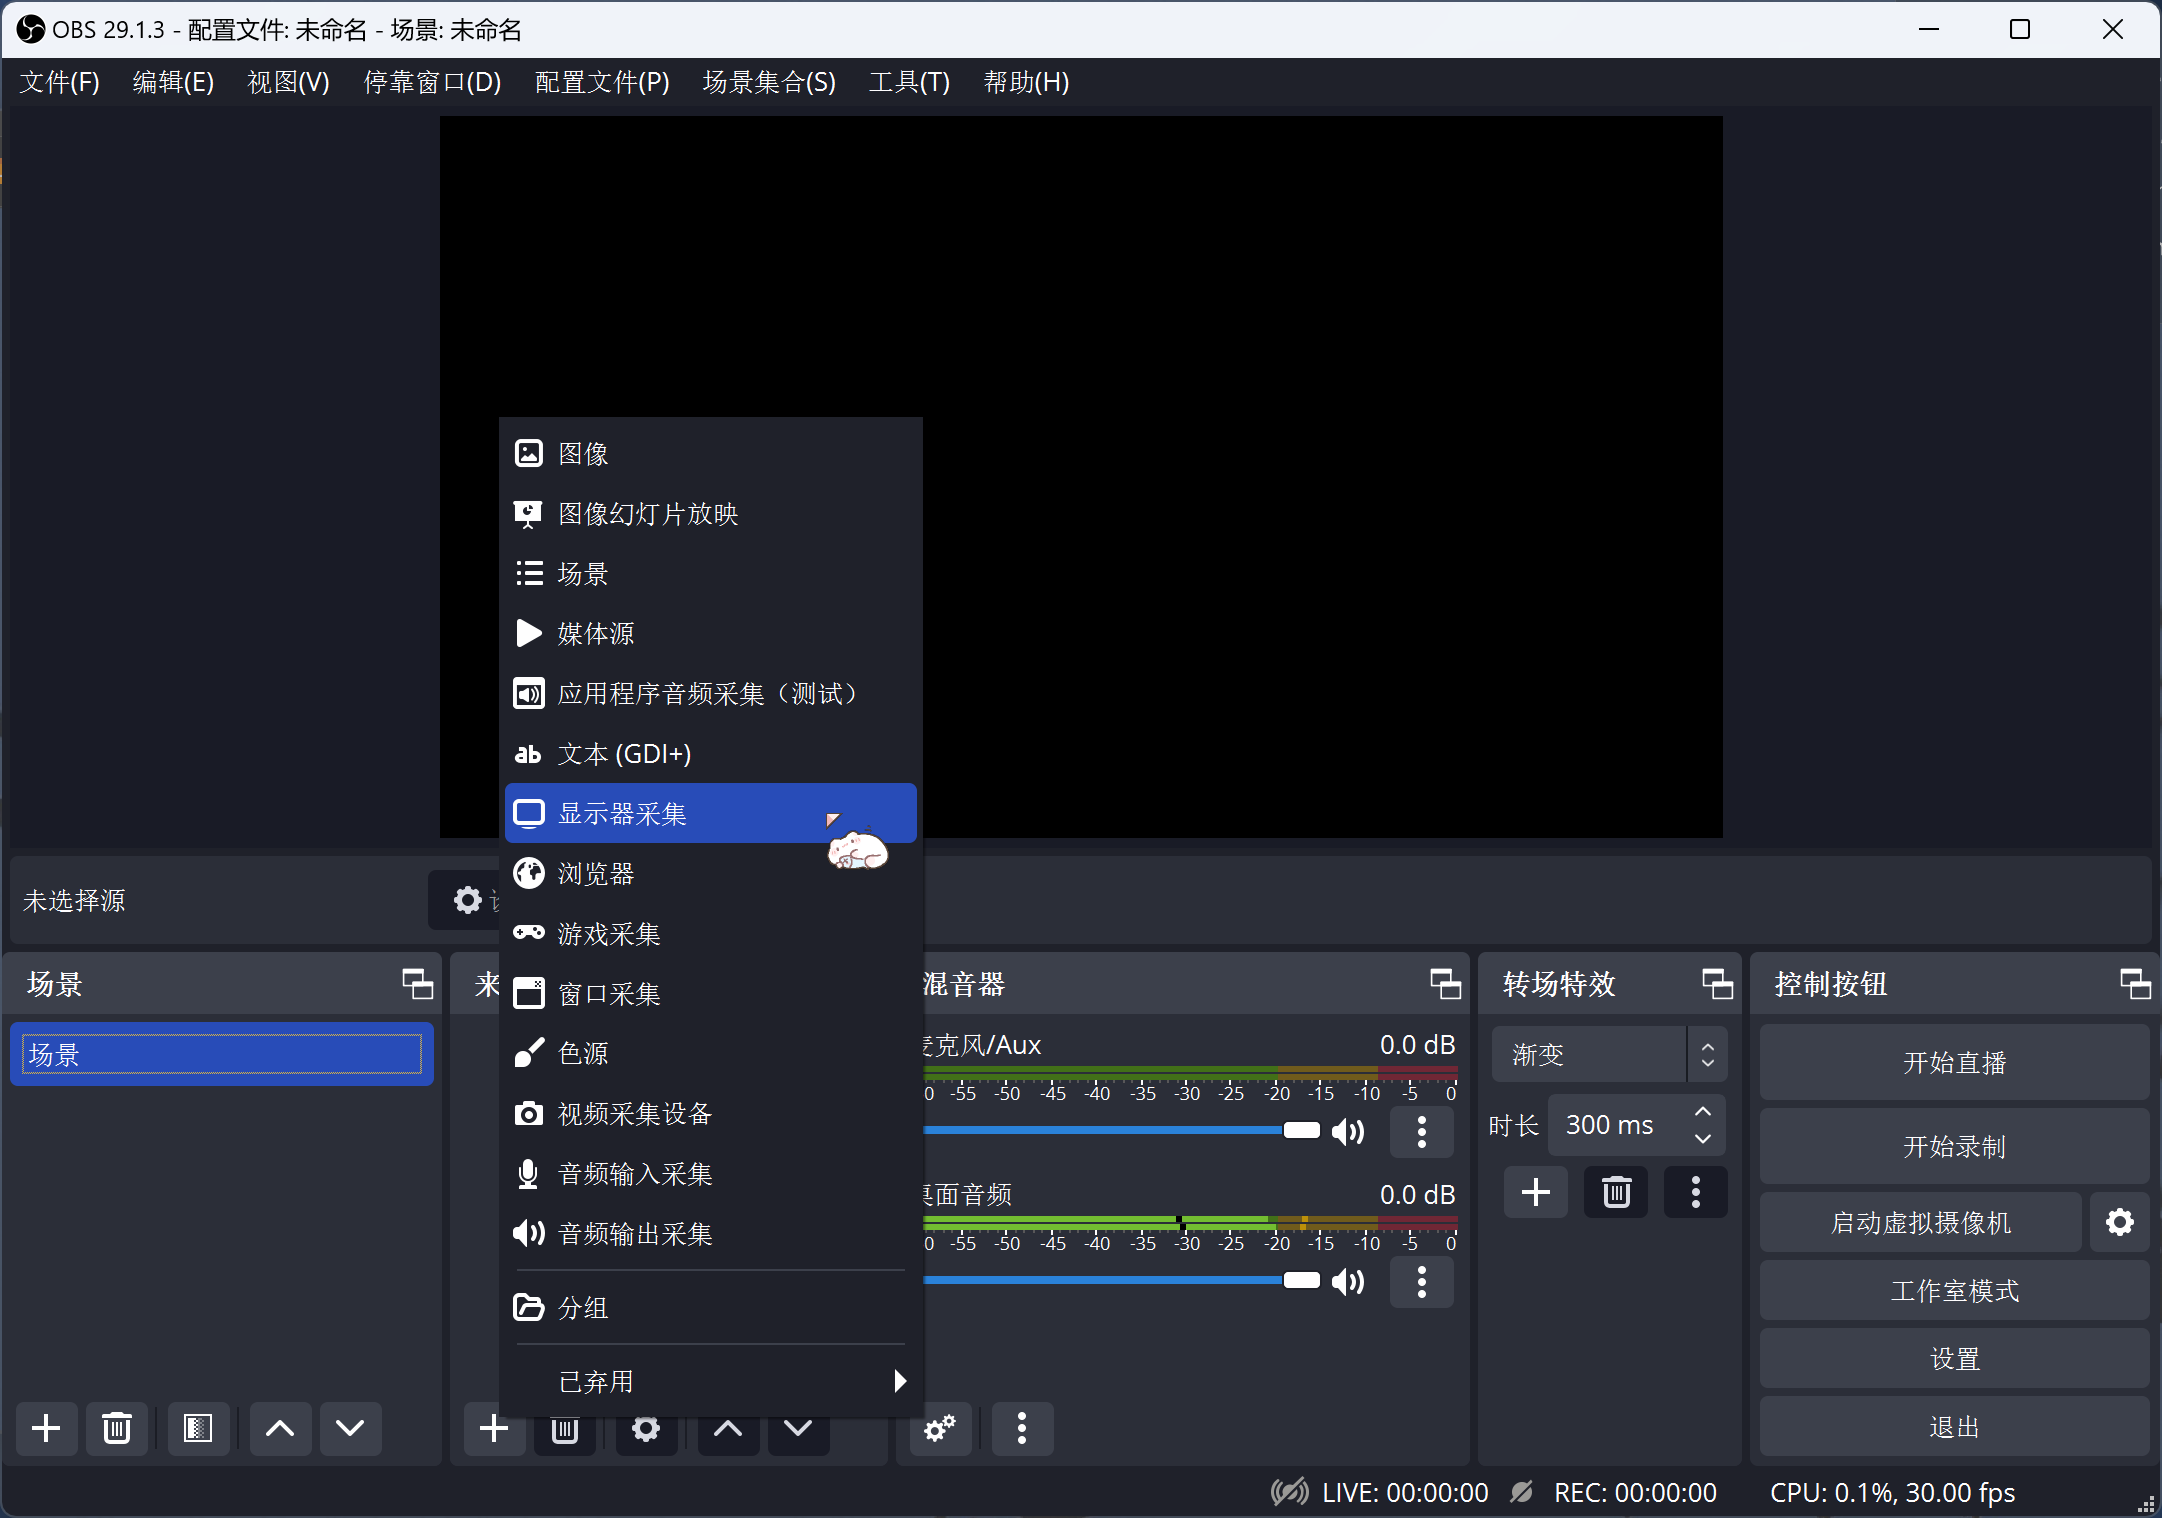 OBS 29.1.3 - 配置文件: 未命名 - 场景: 未命名
文件(F) 编辑(E) 视图(V) 停靠窗口(D) 配置文件(P) 场景集合(S) 工具(T) 帮助(H)
图像
图像幻灯片放映
场景
媒体源
应用程序音频采集（测试）
ab 文本 (GDI+)
显示器采集
浏览器
游戏采集
窗口采集
色源
视频采集设备
音频输入采集
音频输出采集
分组
已弃用
未选择源
场景
场景
来
混音器
克风/Aux 0.0 dB
0 -55 -50 -45 -40 -35 -30 -25 -20 -15 -10 -5 0
面音频 0.0 dB
0 -55 -50 -45 -40 -35 -30 -25 -20 -15 -10 -5 0
转场特效
渐变
时长 300 ms
控制按钮
开始直播
开始录制
启动虚拟摄像机
工作室模式
设置
退出
LIVE: 00:00:00 REC: 00:00:00 CPU: 0.1%, 30.00 fps